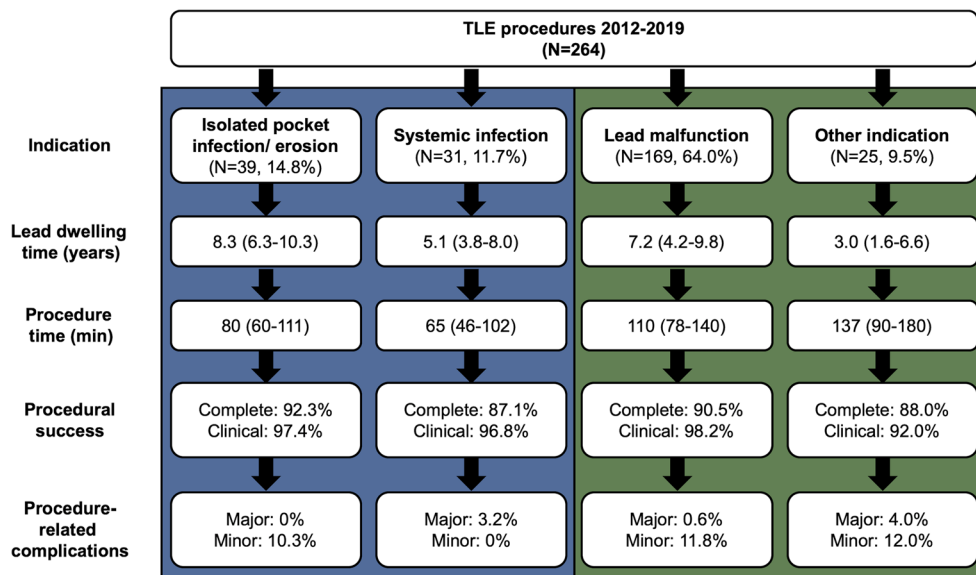 TLE procedures 2012-2019
(N=264)
Indication
Isolated pocket
infection/ erosion
(N=39, 14.8%)
Systemic infection
(N=31, 11.7%)
Lead malfunction
(N=169, 64.0%)
Other indication
(N=25, 9.5%)
Lead dwelling
time (years)
8.3 (6.3-10.3)
5.1 (3.8-8.0)
7.2 (4.2-9.8)
3.0 (1.6-6.6)
Procedure
time (min)
80 (60-111)
65 (46-102)
110 (78-140)
137 (90-180)
Procedural
success
Complete: 92.3%
Clinical: 97.4%
Complete: 87.1%
Clinical: 96.8%
Complete: 90.5%
Clinical: 98.2%
Complete: 88.0%
Clinical: 92.0%
Procedure-
related
complications
Major: 0%
Minor: 10.3%
Major: 3.2%
Minor: 0%
Major: 0.6%
Minor: 11.8%
Major: 4.0%
Minor: 12.0%